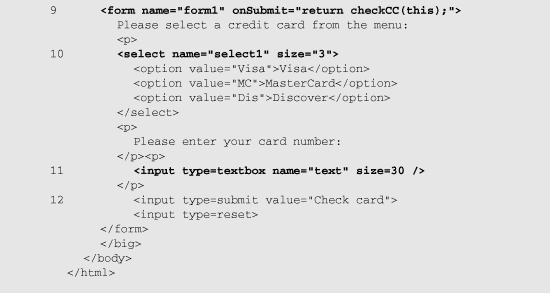 9 <form name="form1" onSubmit="return checkCC(this);">
Please select a credit card from the menu:
<p>
10 <select name="select1" size="3">
<option value="Visa">Visa</option>
<option value="MC">MasterCard</option>
<option value="Dis">Discover</option>
</select>
<p>
Please enter your card number:
</p><p>
11 <input type=textbox name="text" size=30 />
</p>
12 <input type=submit value="Check card">
<input type=reset>
</form>
</big>
</body>
</html>